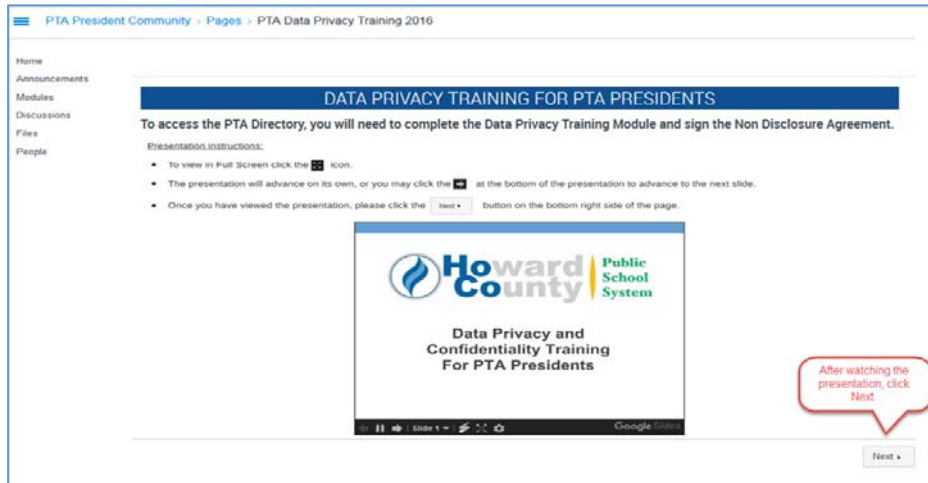 PTA President Community > Pages > PTA Data Privacy Training 2016
Home
Announcements
Modules
Discussions
Files
People
DATA PRIVACY TRAINING FOR PTA PRESIDENTS
To access the PTA Directory, you will need to complete the Data Privacy Training Module and sign the Non Disclosure Agreement.
Presentation instructions:
• To view in Full Screen click the icon.
• The presentation will advance on its own, or you may click the at the bottom of the presentation to advance to the next slide.
• Once you have viewed the presentation, please click the Next button on the bottom right side of the page.
Howard
County
Public
School
System
Data Privacy and
Confidentiality Training
For PTA Presidents
Slide 1
Google Slides
After watching the
presentation, click
Next
Next